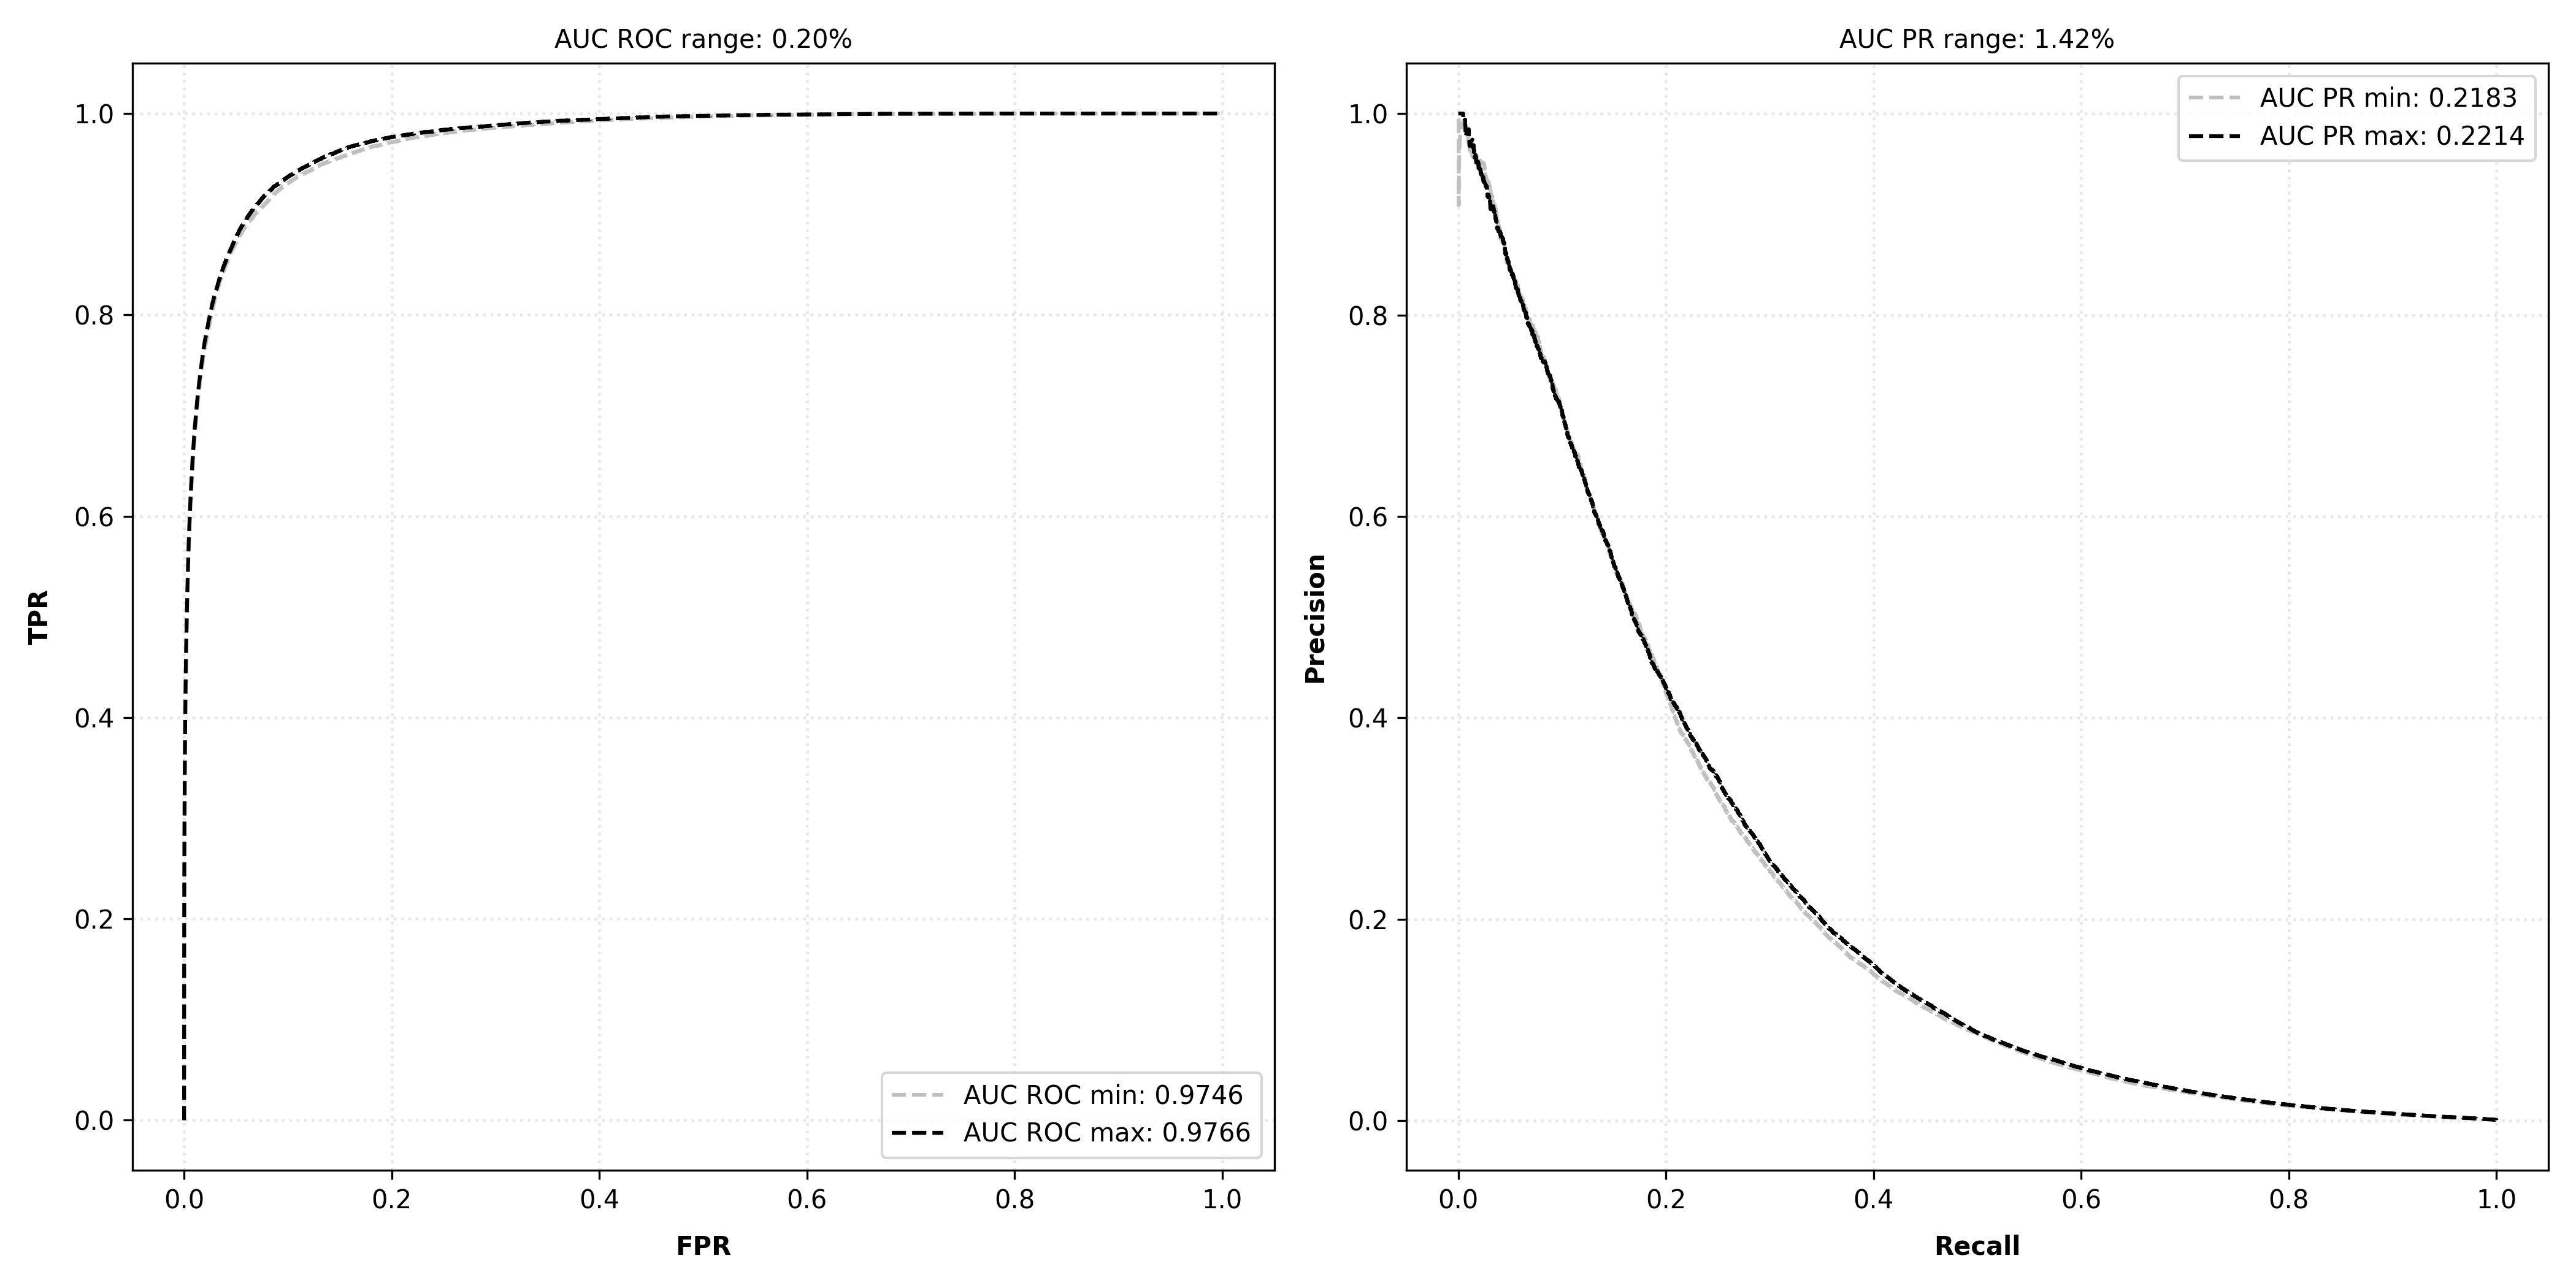 AUC ROC range: 0.20%
TPR
1.0
0.8
0.6
0.4
0.2
0.0
AUC ROC min: 0.9746
AUC ROC max: 0.9766
0.0 0.2 0.4 0.6 0.8 1.0
FPR
AUC PR range: 1.42%
Precision
1.0
0.8
0.6
0.4
0.2
0.0
AUC PR min: 0.2183
AUC PR max: 0.2214
0.0 0.2 0.4 0.6 0.8 1.0
Recall